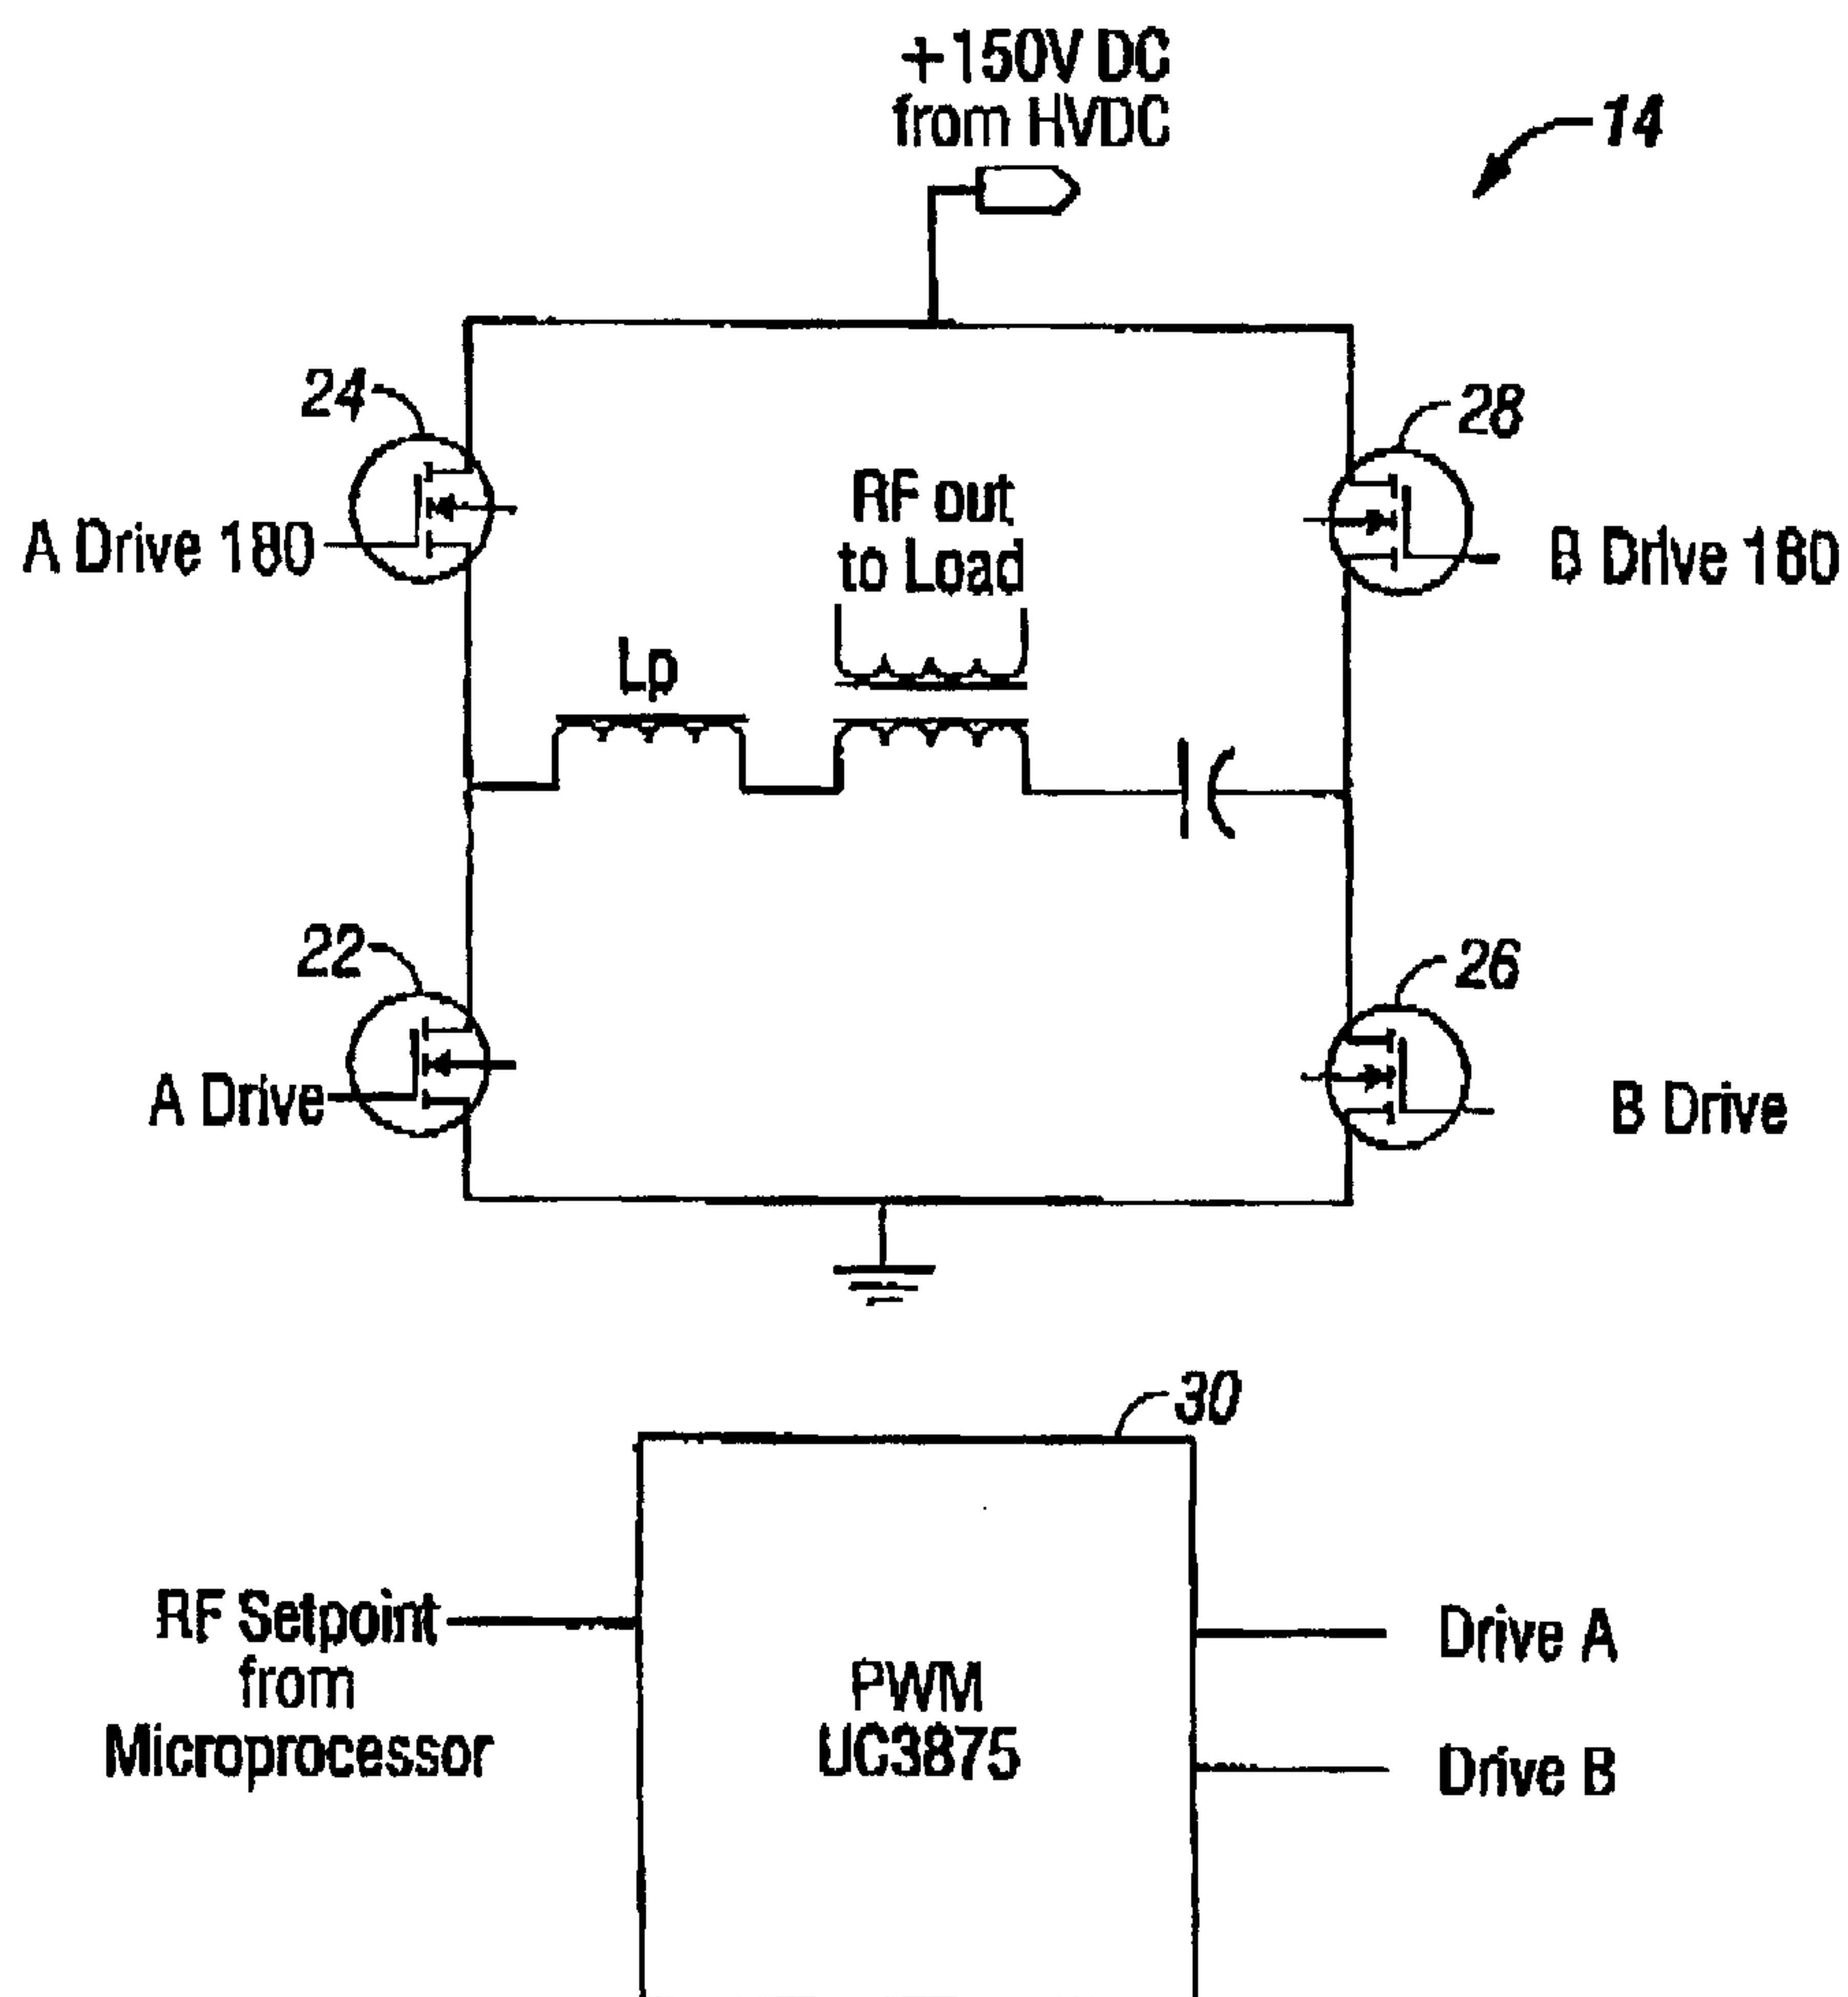 +150V DC
from HVDC
14
24
28
A Drive 180
RF out
to Load
B Drive 180
Lp
22
26
A Drive
B Drive
30
RF Setpoint
from
Microprocessor
PWM
UC3875
Drive A
Drive B